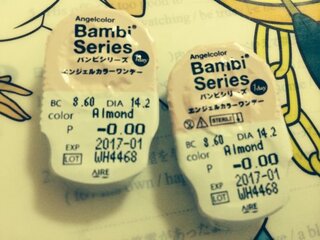 Angelcolor
Bambi
Series
1day
バンビシリーズ
エンジェルカラーワンデー
BC 8.60 DIA 14.2
color Almond
P -0.00
EXP 2017-01
LOT WH4468
AIRE
Angelcolor
Bambi
Series
バンビシリーズ 1day
エンジェルカラーワンデー
STERILE
BC 8.60 DIA 14.2
color Almond
P -0.00
EXP 2017-01
LOT WH4468
AIRE